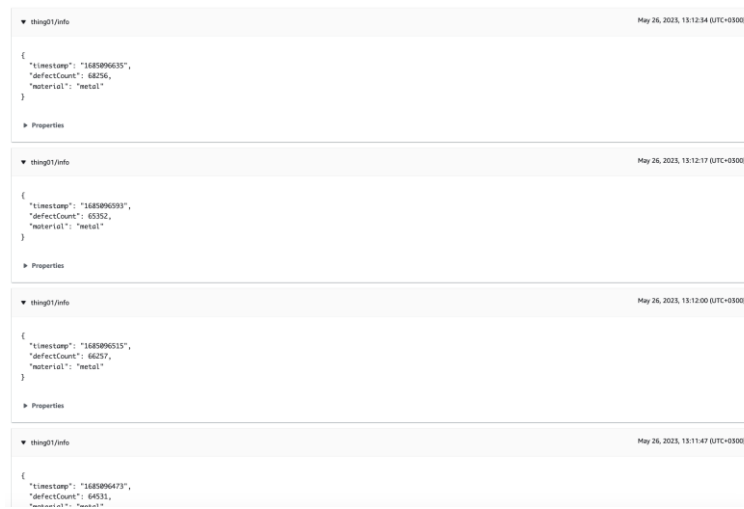 ▼ thing01/info May 26, 2023, 13:12:34 (UTC+0300)
{
"timestamp": "1685096635",
"defectCount": 68256,
"material": "metal"
}
▶ Properties
▼ thing01/info May 26, 2023, 13:12:17 (UTC+0300)
{
"timestamp": "1685096593",
"defectCount": 65352,
"material": "metal"
}
▶ Properties
▼ thing01/info May 26, 2023, 13:12:00 (UTC+0300)
{
"timestamp": "1685096515",
"defectCount": 66257,
"material": "metal"
}
▶ Properties
▼ thing01/info May 26, 2023, 13:11:47 (UTC+0300)
{
"timestamp": "1685096473",
"defectCount": 64531,
"material": "metal"